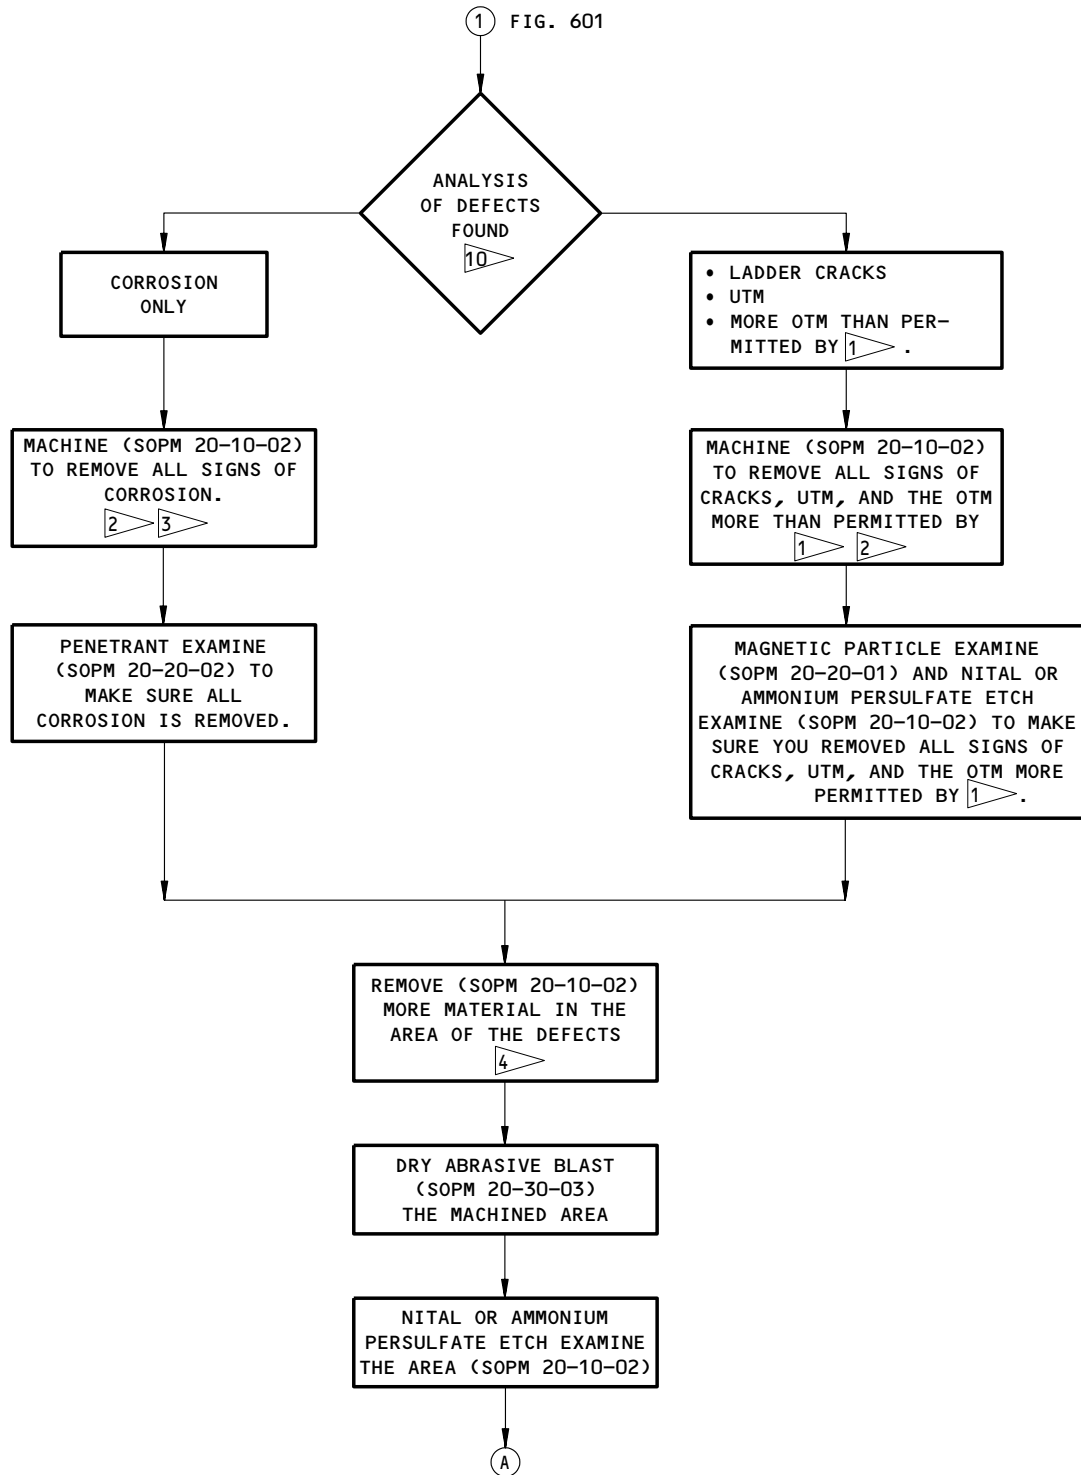 1 FIG. 601
ANALYSIS
OF DEFECTS
FOUND
10
CORROSION
ONLY
MACHINE (SOPM 20-10-02)
TO REMOVE ALL SIGNS OF
CORROSION.
2 3
PENETRANT EXAMINE
(SOPM 20-20-02) TO
MAKE SURE ALL
CORROSION IS REMOVED.
• LADDER CRACKS
• UTM
• MORE OTM THAN PER-
MITTED BY 1 .
MACHINE (SOPM 20-10-02)
TO REMOVE ALL SIGNS OF
CRACKS, UTM, AND THE OTM
MORE THAN PERMITTED BY
1 2
MAGNETIC PARTICLE EXAMINE
(SOPM 20-20-01) AND NITAL OR
AMMONIUM PERSULFATE ETCH
EXAMINE (SOPM 20-10-02) TO MAKE
SURE YOU REMOVED ALL SIGNS OF
CRACKS, UTM, AND THE OTM MORE
PERMITTED BY 1 .
REMOVE (SOPM 20-10-02)
MORE MATERIAL IN THE
AREA OF THE DEFECTS
4
DRY ABRASIVE BLAST
(SOPM 20-30-03)
THE MACHINED AREA
NITAL OR AMMONIUM
PERSULFATE ETCH EXAMINE
THE AREA (SOPM 20-10-02)
A